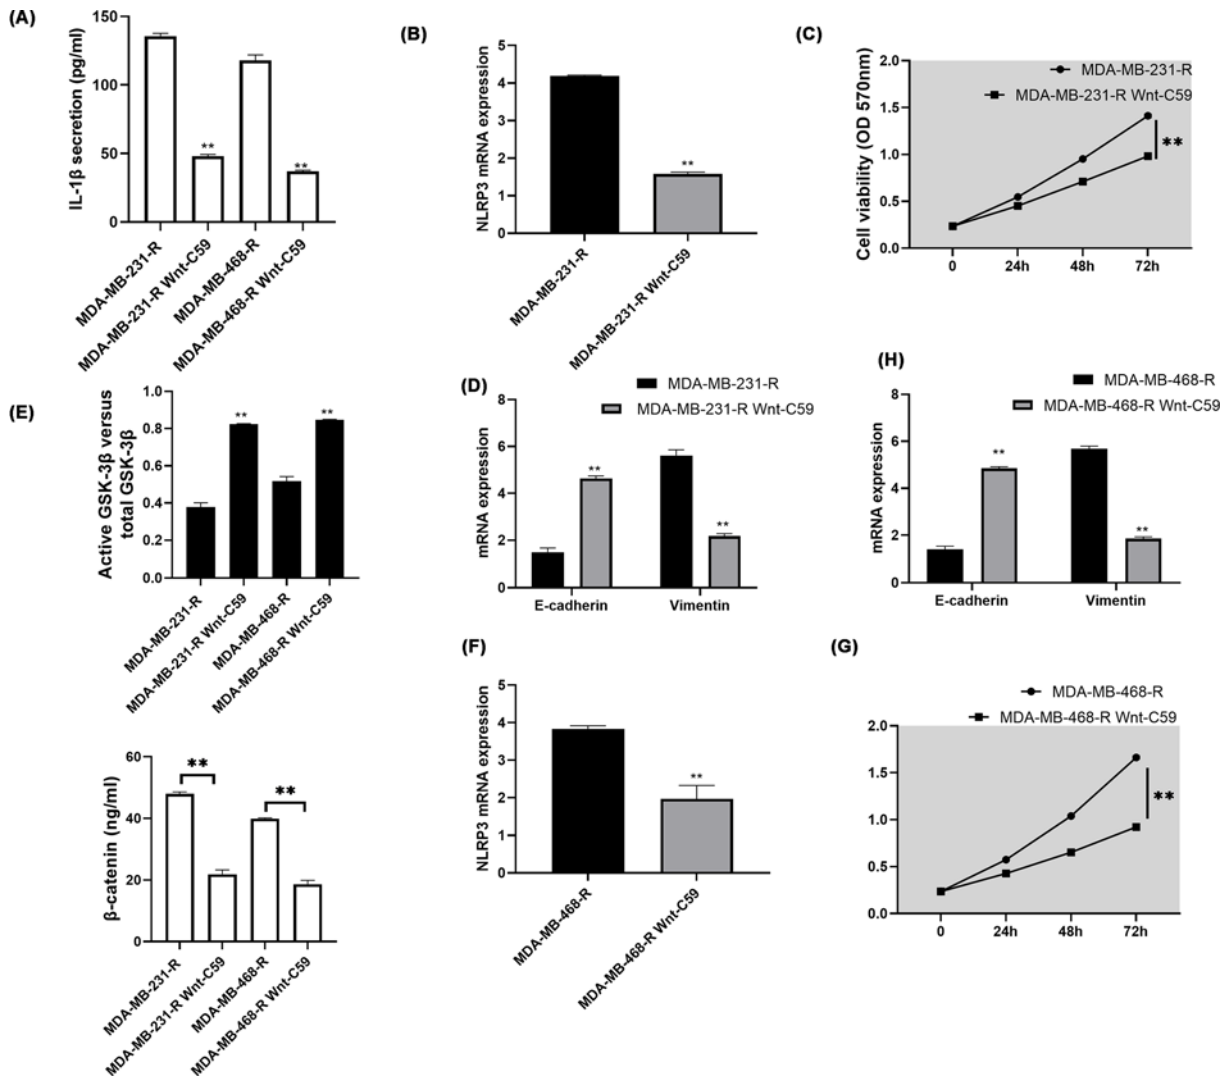 (A)
IL-1β secretion (pg/ml)
150
100
50
0
**
**
MDA-MB-231-R
MDA-MB-231-R Wnt-C59
MDA-MB-468-R
MDA-MB-468-R Wnt-C59
(B)
NLRP3 mRNA expression
5
4
3
2
1
0
**
MDA-MB-231-R
MDA-MB-231-R Wnt-C59
(C)
MDA-MB-231-R
MDA-MB-231-R Wnt-C59
Cell viability (OD 570nm)
2.0
1.5
1.0
0.5
0.0
**
0 24h 48h 72h
(E)
Active GSK-3β versus
total GSK-3β
1.0
0.8
0.6
0.4
0.2
0.0
**
**
MDA-MB-231-R
MDA-MB-231-R Wnt-C59
MDA-MB-468-R
MDA-MB-468-R Wnt-C59
(D)
MDA-MB-231-R
MDA-MB-231-R Wnt-C59
mRNA expression
8
6
4
2
0
**
**
E-cadherin Vimentin
(H)
MDA-MB-468-R
MDA-MB-468-R Wnt-C59
mRNA expression
8
6
4
2
0
**
**
E-cadherin Vimentin
β-catenin (ng/ml)
60
40
20
0
**
**
MDA-MB-231-R
MDA-MB-231-R Wnt-C59
MDA-MB-468-R
MDA-MB-468-R Wnt-C59
(F)
NLRP3 mRNA expression
5
4
3
2
1
0
**
MDA-MB-468-R
MDA-MB-468-R Wnt-C59
(G)
MDA-MB-468-R
MDA-MB-468-R Wnt-C59
2.0
1.5
1.0
0.5
0.0
**
0 24h 48h 72h